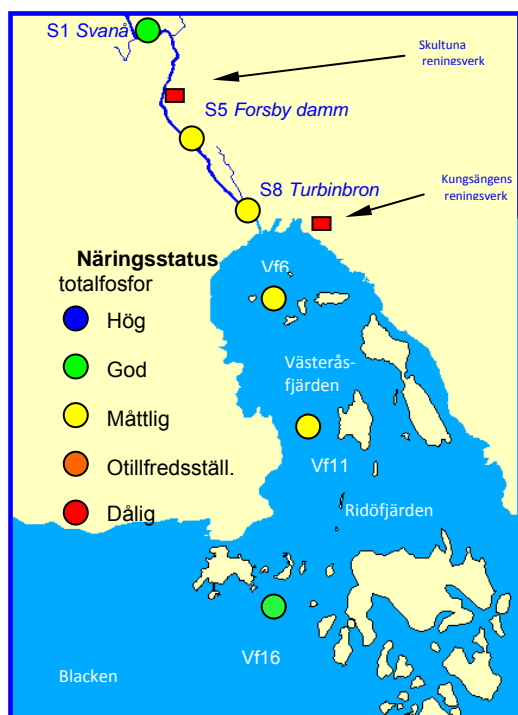 S1 Svanå
Skultuna
reningsverk
S5 Forsby damm
S8 Turbinbron
Kungsängens
reningsverk
Näringsstatus
totalfosfor
Hög
God
Måttlig
Otillfredsställ.
Dålig
Vf6
Västerås-
fjärden
Vf11
Ridöfjärden
Vf16
Blacken